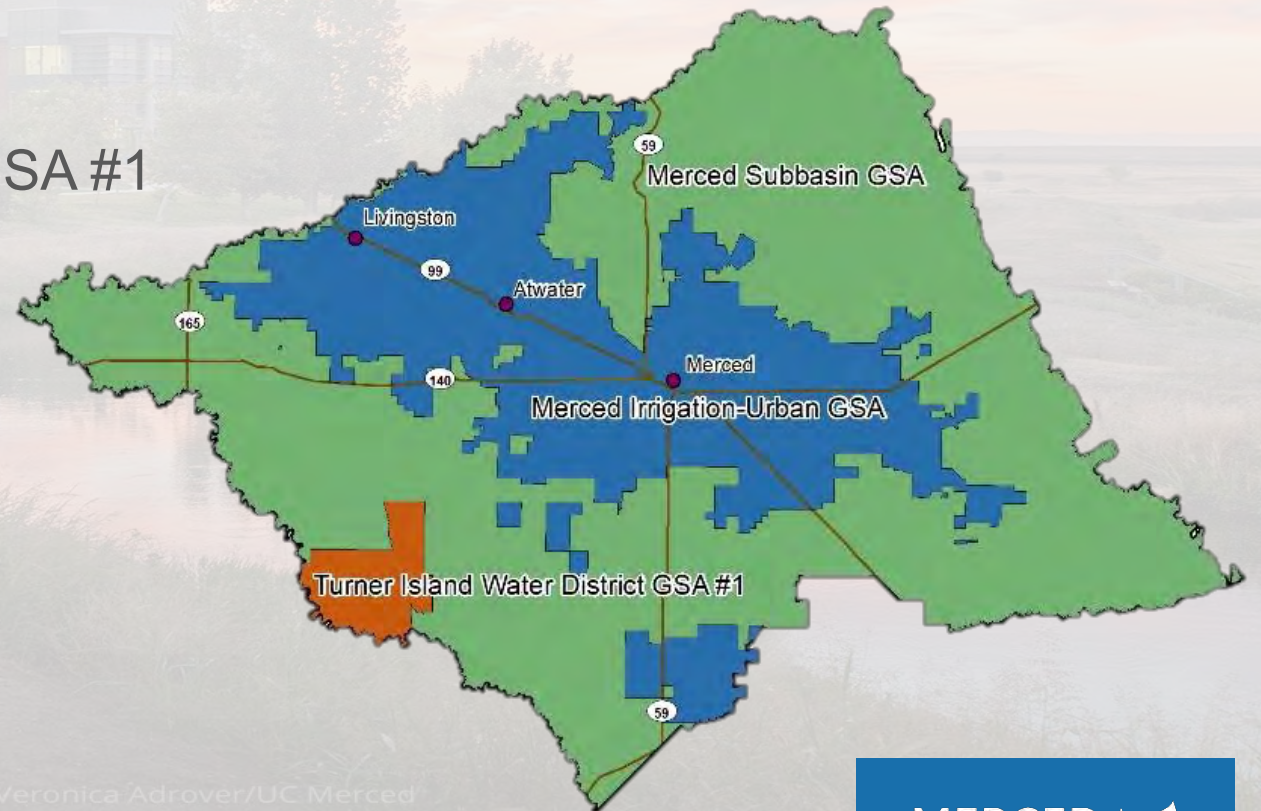 SA #1
59
Merced Subbasin GSA
Livingston
99
Atwater
165
Merced
140
Merced Irrigation-Urban GSA
Turner Island Water District GSA #1
59
Veronica Adrover/UC Merced
MERCED